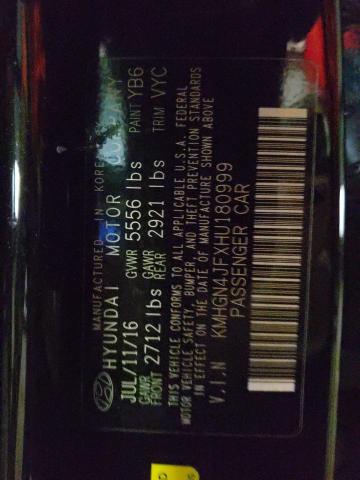 MANUFACTURED IN KOREA
HYUNDAI MOTOR COMPANY
JUL/11/16 GVWR 5556 lbs PAINT YB6
GAWR FRONT 2712 lbs GAWR REAR 2921 lbs TRIM VYC
THIS VEHICLE CONFORMS TO ALL APPLICABLE U.S.A. FEDERAL
MOTOR VEHICLE SAFETY, BUMPER, AND THEFT PREVENTION STANDARDS
IN EFFECT ON THE DATE OF MANUFACTURE SHOWN ABOVE
V.I.N KMHGN4JFXHU180999
PASSENGER CAR